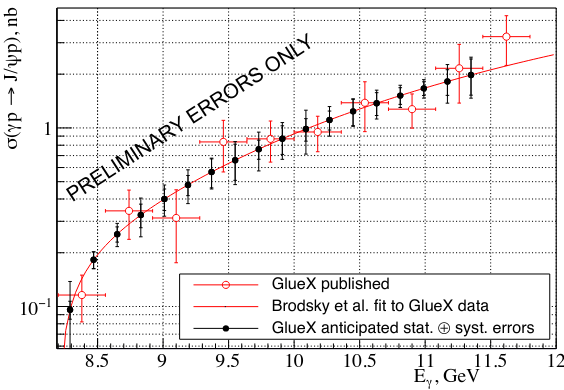 σ(γp → J/ψp), nb
PRELIMINARY ERRORS ONLY
1
10⁻¹
GlueX published
Brodsky et al. fit to GlueX data
GlueX anticipated stat. ⊕ syst. errors
8.5 9 9.5 10 10.5 11 11.5 12
E_γ, GeV